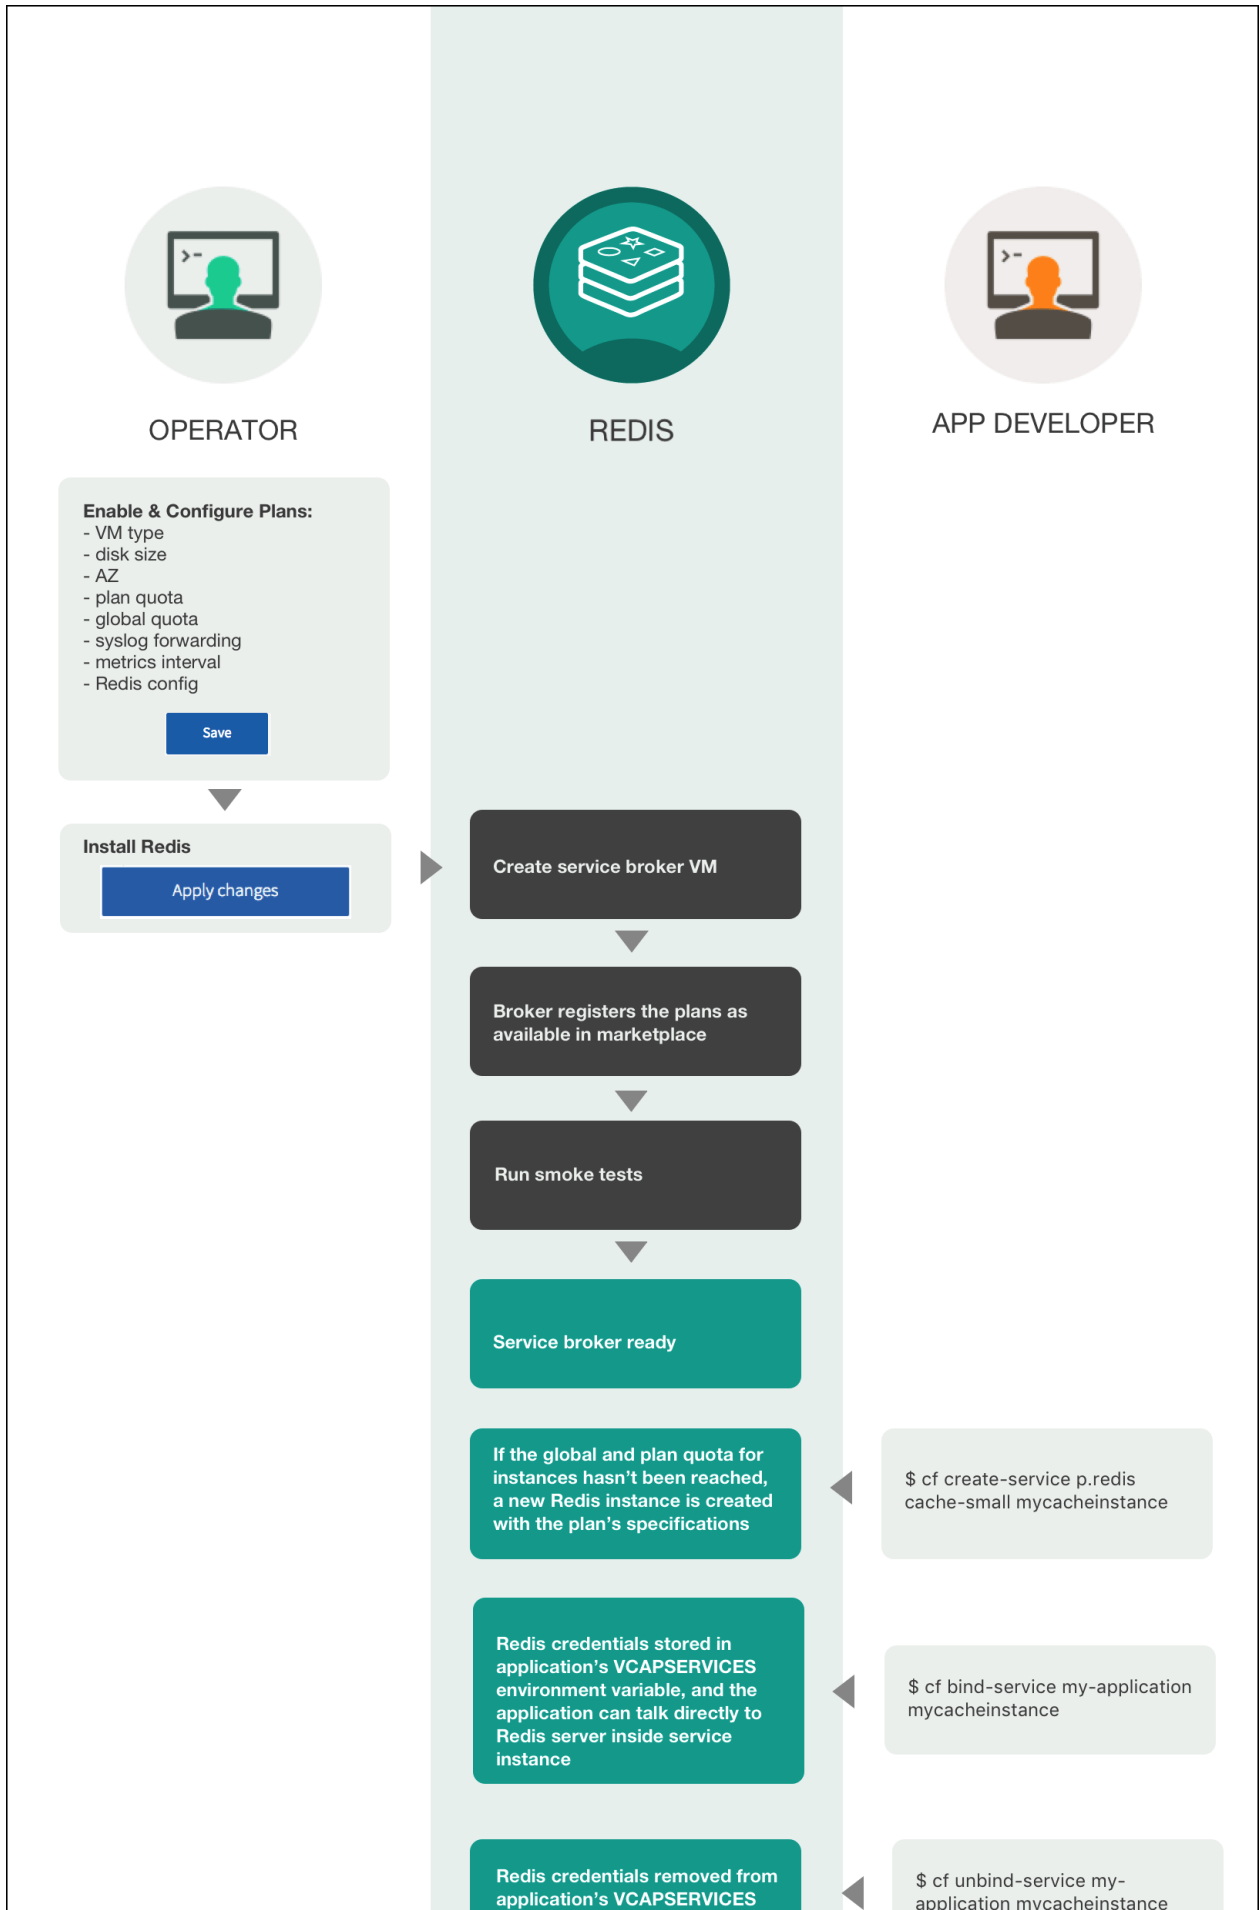 >-
>-
OPERATOR
REDIS
APP DEVELOPER
Enable & Configure Plans:
- VM type
- disk size
- AZ
- plan quota
- global quota
- syslog forwarding
- metrics interval
- Redis config
Save
Install Redis
Apply changes
Create service broker VM
Broker registers the plans as
available in marketplace
Run smoke tests
Service broker ready
If the global and plan quota for
instances hasn't been reached,
a new Redis instance is created
with the plan's specifications
$ cf create-service p.redis
cache-small mycacheinstance
Redis credentials stored in
application's VCAPSERVICES
environment variable, and the
application can talk directly to
Redis server inside service
instance
$ cf bind-service my-application
mycacheinstance
Redis credentials removed from
application's VCAPSERVICES
$ cf unbind-service my-
application mycacheinstance